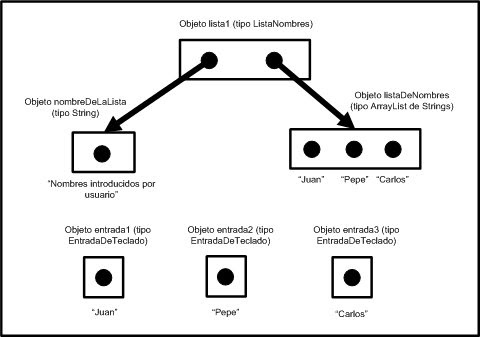 Objeto lista1 (tipo ListaNombres)
Objeto nombreDeLaLista
(tipo String)
Objeto listaDeNombres
(tipo ArrayList de Strings)
“Nombres introducidos por
usuario”
“Juan” “Pepe” “Carlos”
Objeto entrada1 (tipo
EntradaDeTeclado)
Objeto entrada2 (tipo
EntradaDeTeclado)
Objeto entrada3 (tipo
EntradaDeTeclado)
“Juan”
“Pepe”
“Carlos”